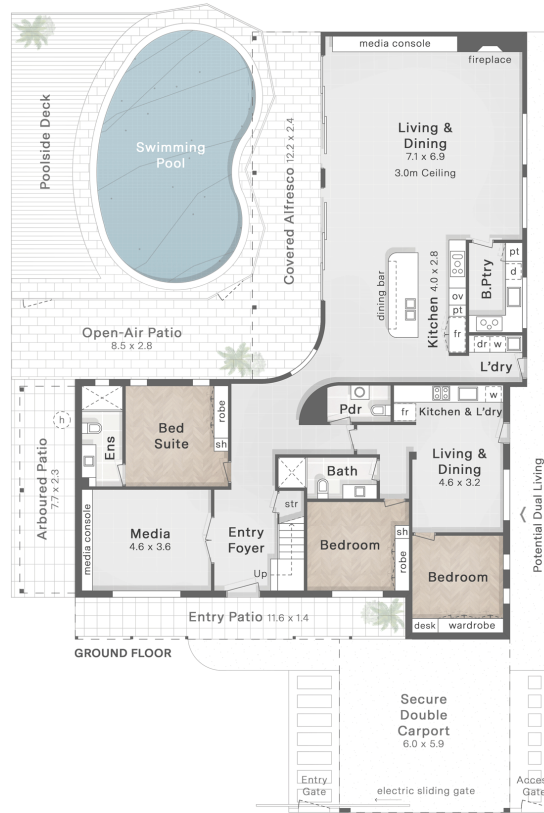 media console
fireplace
Poolside Deck
Swimming
Pool
Covered Alfresco 12.2 x 2.4
Living &
Dining
7.1 x 6.9
3.0m Ceiling
dining bar
Kitchen 4.0 x 2.8
B.Ptry
pt
d
ov
pt
fr
dr w
L'dry
Open-Air Patio
8.5 x 2.8
Arboured Patio
7.7 x 2.3
h
Ens
Bed
Suite
robe
sh
Pdr
fr
Kitchen & L'dry
w
Living &
Dining
4.6 x 3.2
Potential Dual Living
Bath
media console
Media
4.6 x 3.6
Entry
Foyer
str
Up
Bedroom
sh
robe
Bedroom
desk
wardrobe
Entry Patio 11.6 x 1.4
GROUND FLOOR
Secure
Double
Carport
6.0 x 5.9
Entry
Gate
electric sliding gate
Acces
Gate